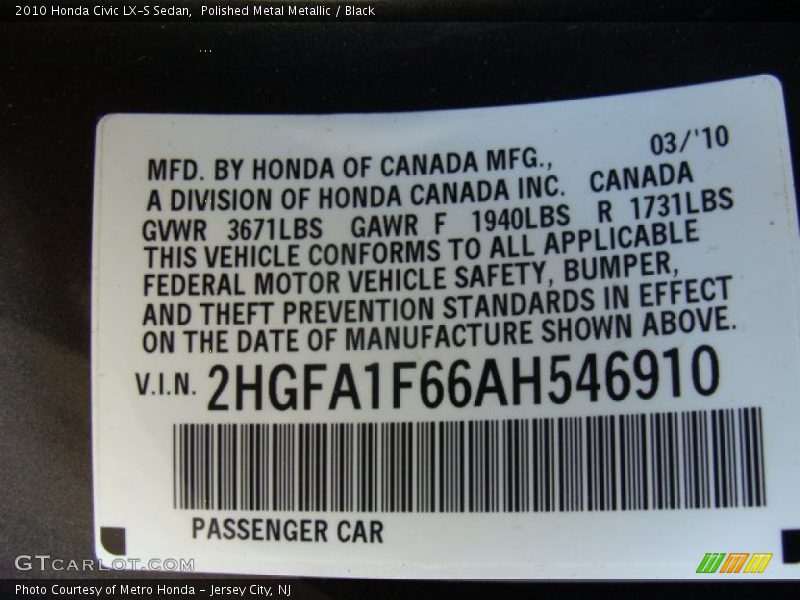 2010 Honda Civic LX-S Sedan, Polished Metal Metallic / Black
03/'10
MFD. BY HONDA OF CANADA MFG.,
A DIVISION OF HONDA CANADA INC. CANADA
GVWR 3671LBS GAWR F 1940LBS R 1731LBS
THIS VEHICLE CONFORMS TO ALL APPLICABLE
FEDERAL MOTOR VEHICLE SAFETY, BUMPER,
AND THEFT PREVENTION STANDARDS IN EFFECT
ON THE DATE OF MANUFACTURE SHOWN ABOVE.
V.I.N. 2HGFA1F66AH546910
PASSENGER CAR
GTCARLOT.COM
Photo Courtesy of Metro Honda - Jersey City, NJ